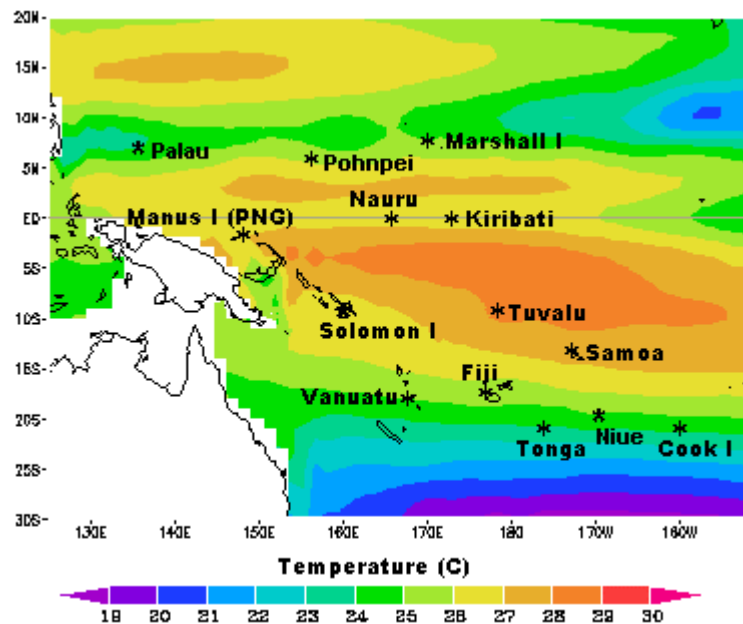 20N
15N
10N
5N
EQ
5S
10S
15S
20S
25S
30S
Palau
Marshall I
Pohnpei
Nauru
Manus I (PNG)
Kiribati
Solomon I
Tuvalu
Samoa
Fiji
Vanuatu
Tonga
Niue
Cook I
130E 140E 150E 160E 170E 180 170W 160W
Temperature (C)
19 20 21 22 23 24 25 26 27 28 29 30